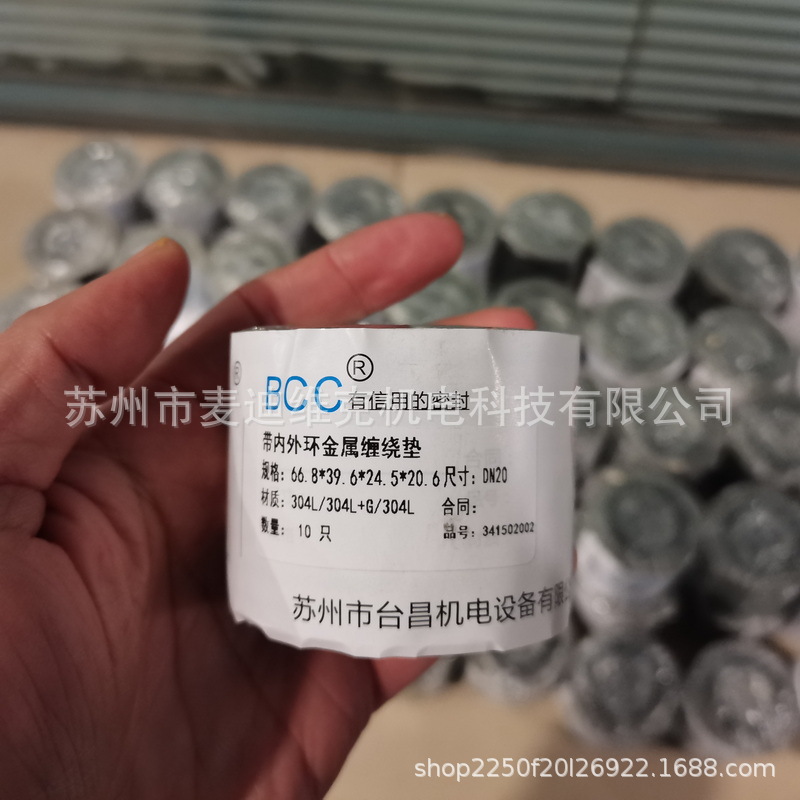 BCC® 有信用的密封
苏州市麦迪维克机电科技有限公司
带内外环金属缠绕垫
规格: 66.8*39.6*24.5*20.6 尺寸: DN20
材质: 304L/304L+G/304L 合同:
数量: 10 只 品号: 341502002
苏州市台昌机电设备有限
shop2250f20l26922.1688.com